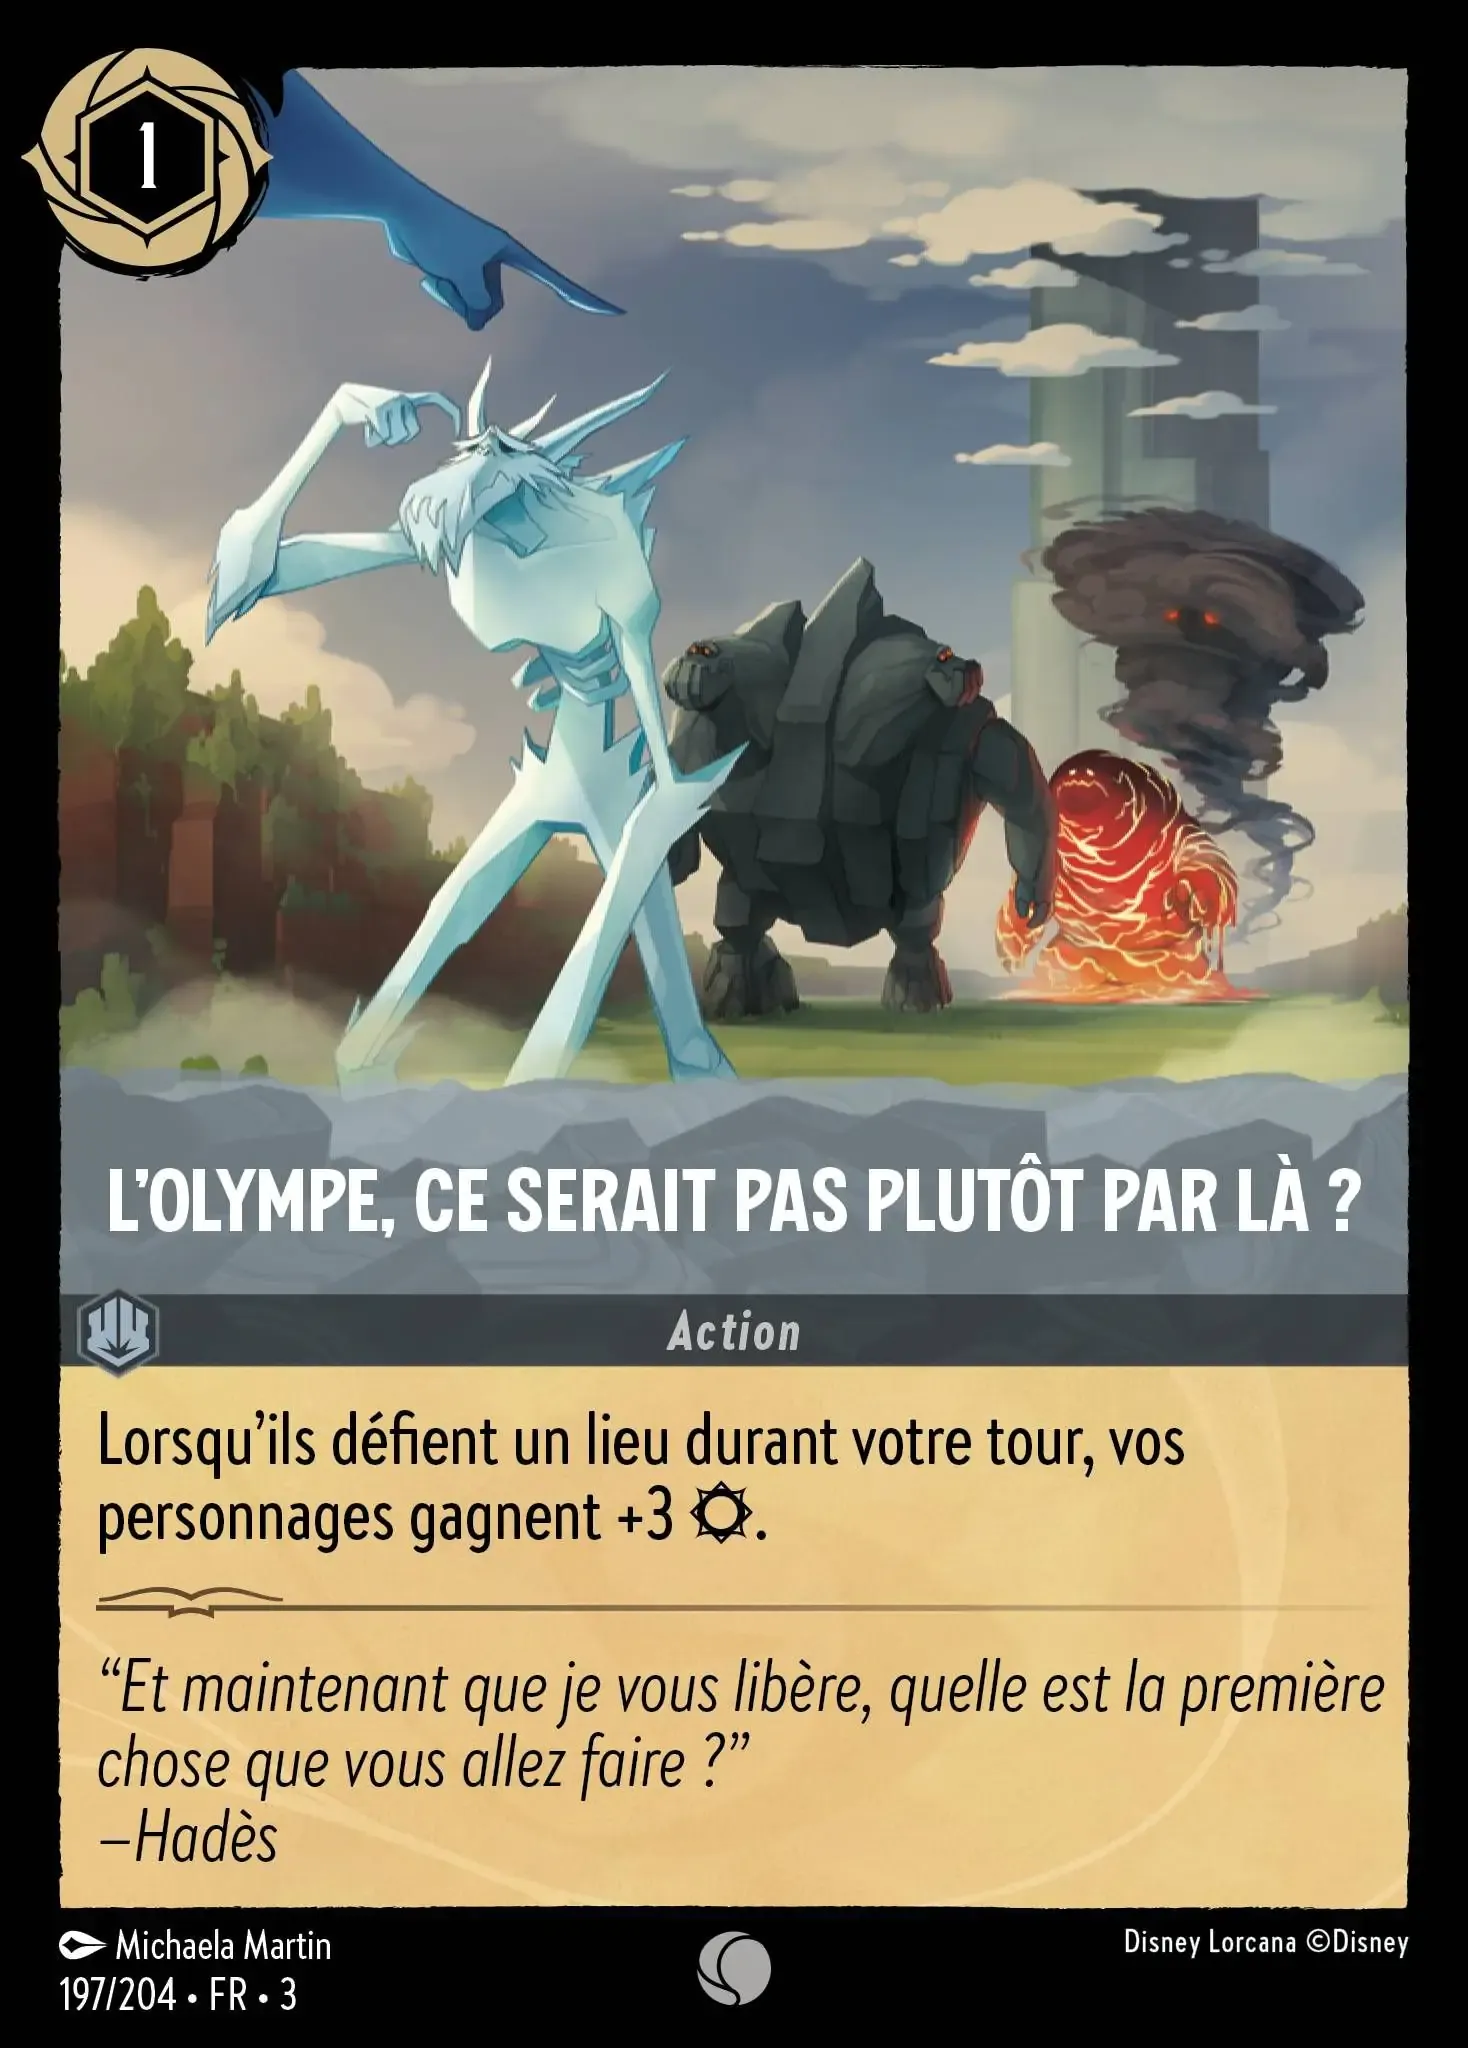 1
L'OLYMPE, CE SERAIT PAS PLUTÔT PAR LÀ ?
Action
Lorsqu'ils défient un lieu durant votre tour, vos
personnages gagnent +3 .
“Et maintenant que je vous libère, quelle est la première
chose que vous allez faire ?”
–Hadès
Michaela Martin
197/204 • FR • 3
Disney Lorcana ©Disney